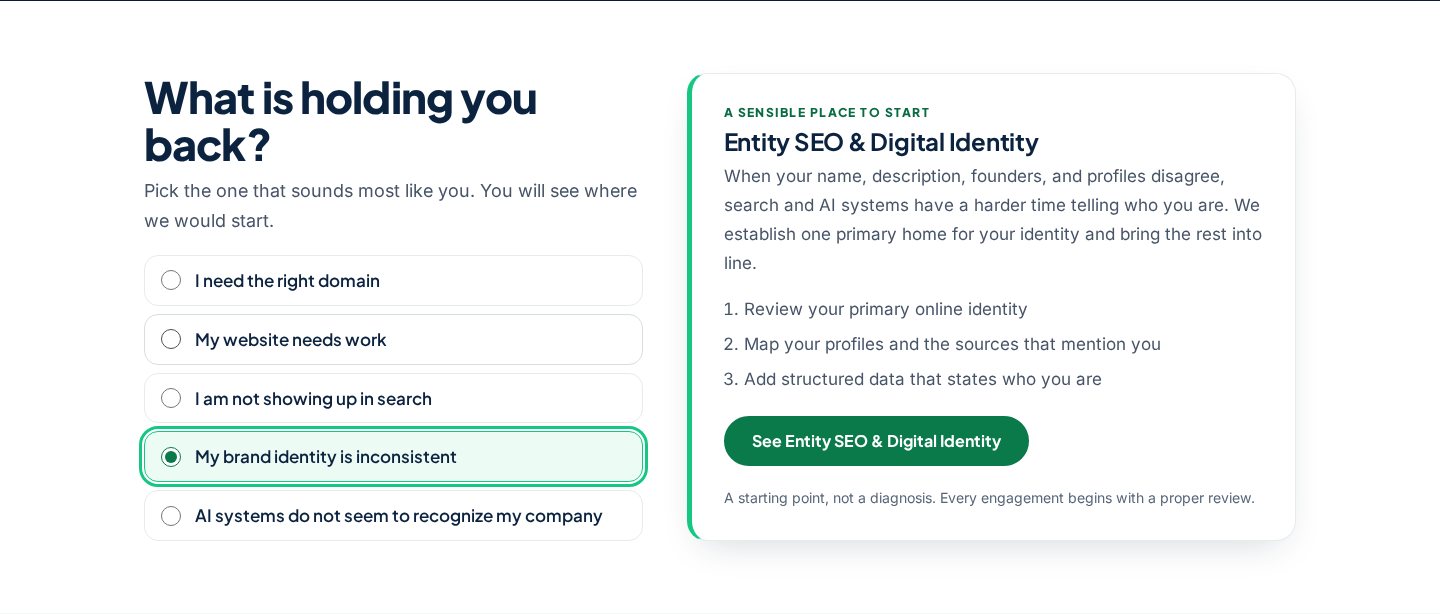 What is holding you
back?
Pick the one that sounds most like you. You will see where
we would start.
I need the right domain
My website needs work
I am not showing up in search
My brand identity is inconsistent
AI systems do not seem to recognize my company
A SENSIBLE PLACE TO START
Entity SEO & Digital Identity
When your name, description, founders, and profiles disagree,
search and AI systems have a harder time telling who you are. We
establish one primary home for your identity and bring the rest into
line.
1. Review your primary online identity
2. Map your profiles and the sources that mention you
3. Add structured data that states who you are
See Entity SEO & Digital Identity
A starting point, not a diagnosis. Every engagement begins with a proper review.